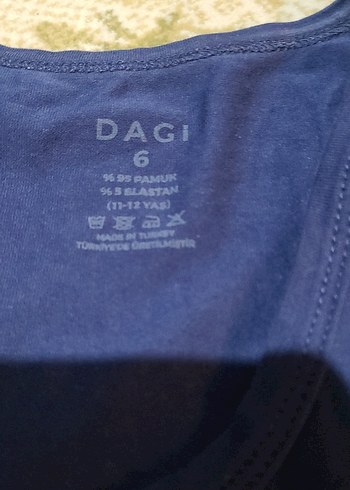 DAGI
6
% 95 PAMUK
% 5 ELASTAN
(11-12 YAŞ)
MADE IN TURKEY
TÜRKİYE'DE ÜRETİLMİŞTİR